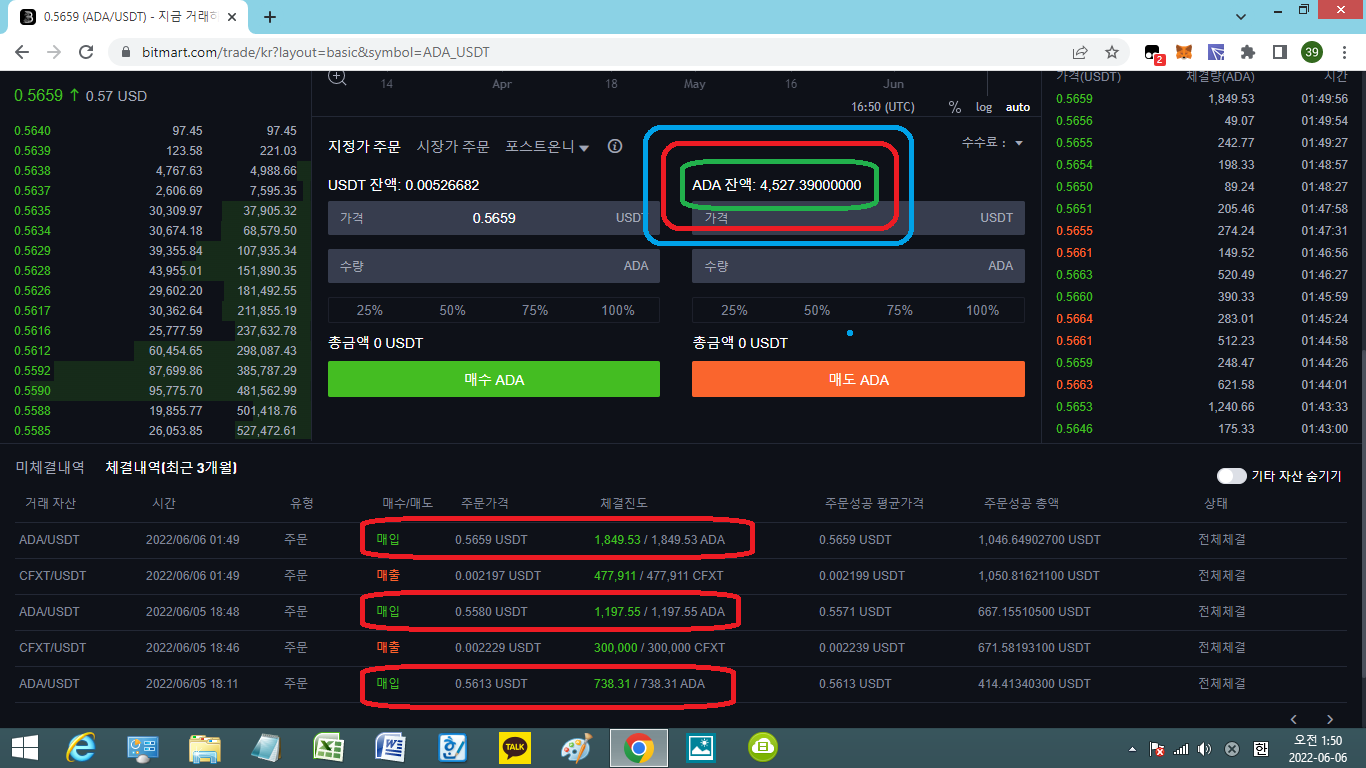 0.5659 (ADA/USDT) - 지금 거래하
bitmart.com/trade/kr?layout=basic&symbol=ADA_USDT
2
39
0.5659 ↑ 0.57 USD
0.5640 97.45 97.45
0.5639 123.58 221.03
0.5638 4,767.63 4,988.66
0.5637 2,606.69 7,595.35
0.5635 30,309.97 37,905.32
0.5634 30,674.18 68,579.50
0.5629 39,355.84 107,935.34
0.5628 43,955.01 151,890.35
0.5626 29,602.20 181,492.55
0.5617 30,362.64 211,855.19
0.5616 25,777.59 237,632.78
0.5612 60,454.65 298,087.43
0.5592 87,699.86 385,787.29
0.5590 95,775.70 481,562.99
0.5588 19,855.77 501,418.76
0.5585 26,053.85 527,472.61
14 Apr 18 May 16 Jun
16:50 (UTC) % log auto
지정가 주문 시장가 주문 포스트온니
수수료 :
USDT 잔액: 0.00526682
가격 0.5659 USDT
수량 ADA
25% 50% 75% 100%
총금액 0 USDT
매수 ADA
ADA 잔액: 4,527.39000000
가격 USDT
수량 ADA
25% 50% 75% 100%
총금액 0 USDT
매도 ADA
가격(USDT) 체결량(ADA) 시간
0.5659 1,849.53 01:49:56
0.5656 49.07 01:49:54
0.5655 242.77 01:49:27
0.5654 198.33 01:48:57
0.5650 89.24 01:48:27
0.5651 205.46 01:47:58
0.5655 274.24 01:47:31
0.5661 149.52 01:46:56
0.5663 520.49 01:46:27
0.5660 390.33 01:45:59
0.5664 283.01 01:45:24
0.5661 512.23 01:44:58
0.5659 248.47 01:44:26
0.5663 621.58 01:44:01
0.5653 1,240.66 01:43:33
0.5646 175.33 01:43:00
미체결내역 체결내역(최근 3개월)
기타 자산 숨기기
거래 자산 시간 유형 매수/매도 주문가격 체결진도 주문성공 평균가격 주문성공 총액 상태
ADA/USDT 2022/06/06 01:49 주문 매입 0.5659 USDT 1,849.53 / 1,849.53 ADA 0.5659 USDT 1,046.64902700 USDT 전체체결
CFXT/USDT 2022/06/06 01:49 주문 매출 0.002197 USDT 477,911 / 477,911 CFXT 0.002199 USDT 1,050.81621100 USDT 전체체결
ADA/USDT 2022/06/05 18:48 주문 매입 0.5580 USDT 1,197.55 / 1,197.55 ADA 0.5571 USDT 667.15510500 USDT 전체체결
CFXT/USDT 2022/06/05 18:46 주문 매출 0.002229 USDT 300,000 / 300,000 CFXT 0.002239 USDT 671.58193100 USDT 전체체결
ADA/USDT 2022/06/05 18:11 주문 매입 0.5613 USDT 738.31 / 738.31 ADA 0.5613 USDT 414.41340300 USDT 전체체결
TALK
한
오전 1:50
2022-06-06